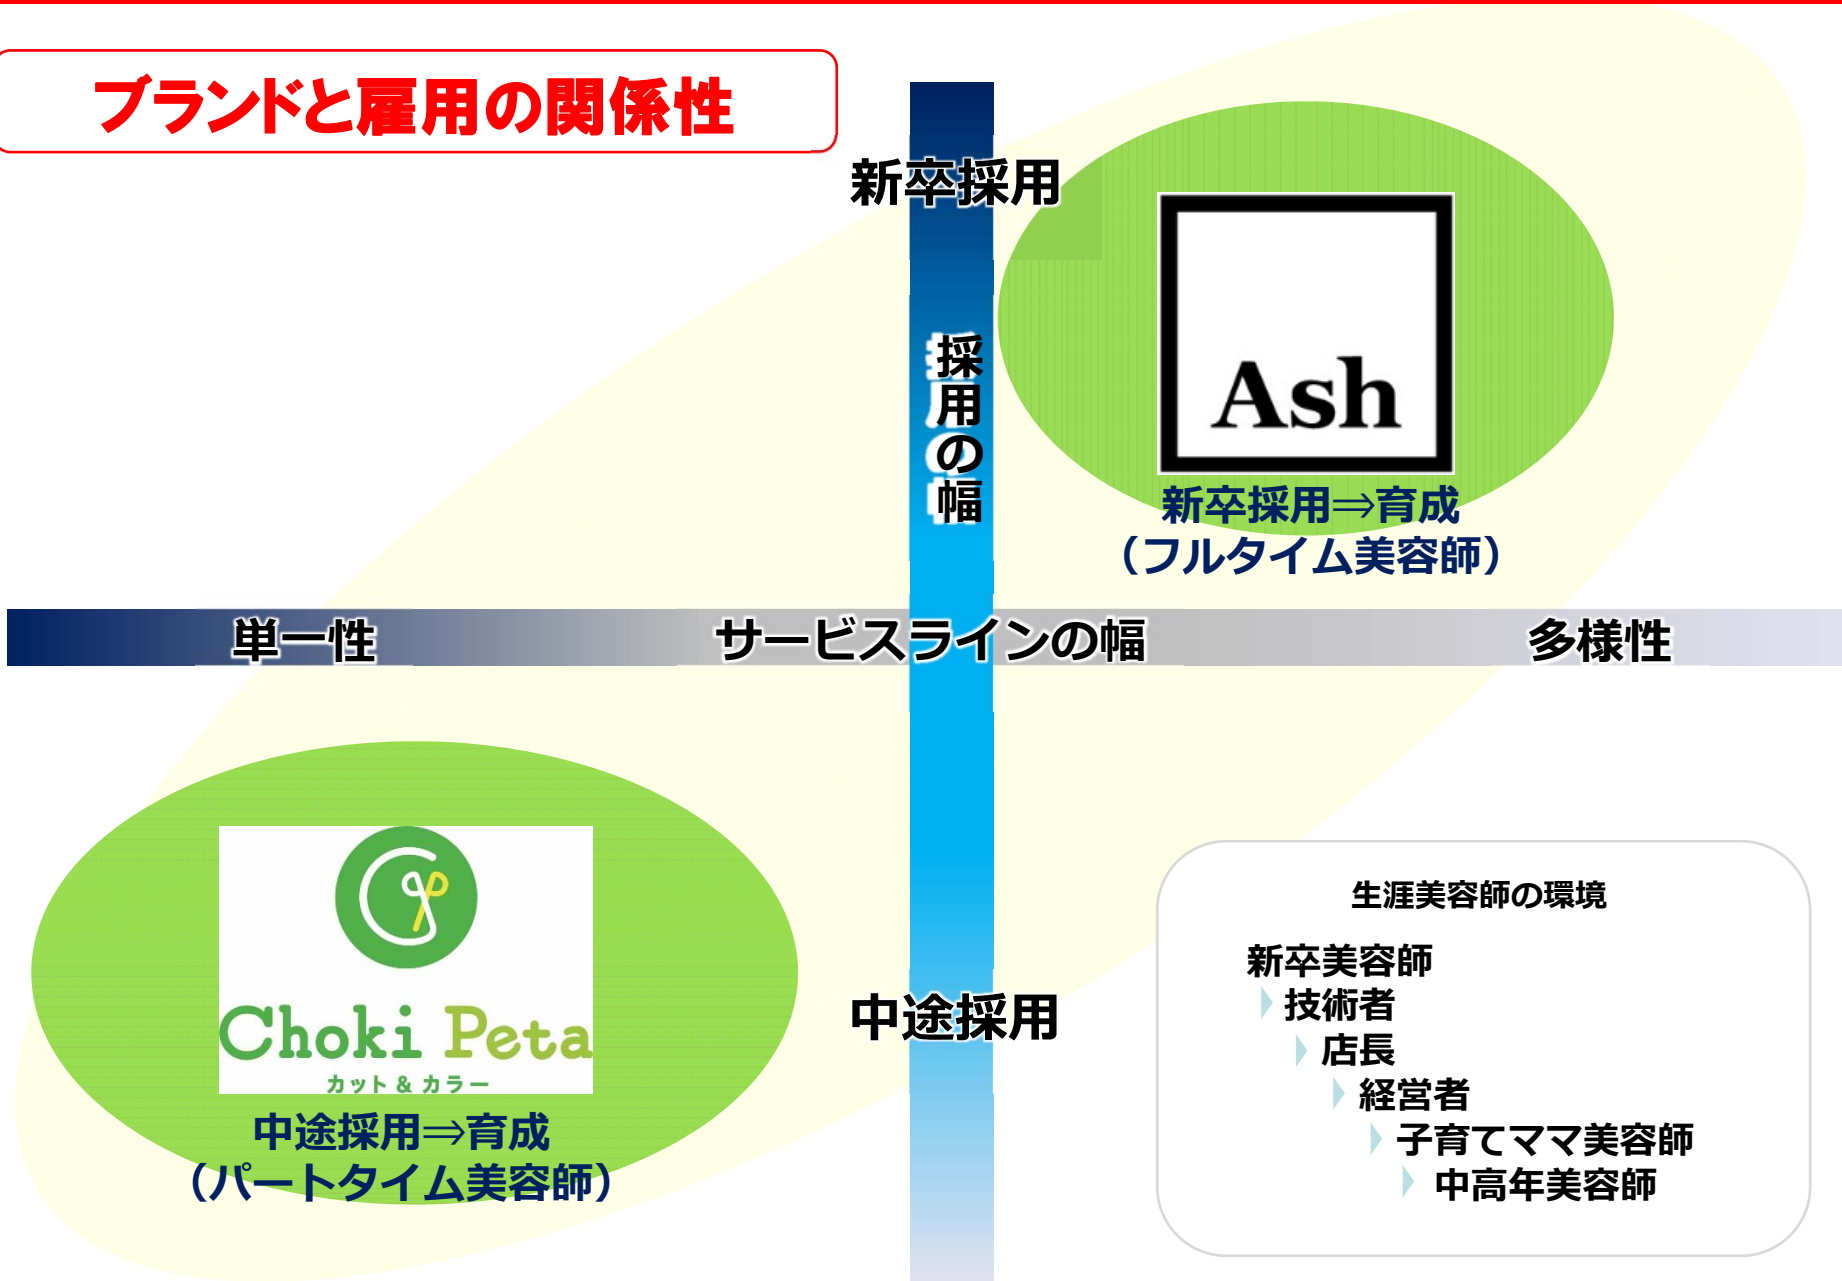 ブランドと雇用の関係性
新卒採用
採用の幅
Ash
新卒採用⇒育成
（フルタイム美容師）
単一性
サービスラインの幅
多様性
Choki Peta
カット&カラー
中途採用⇒育成
（パートタイム美容師）
中途採用
生涯美容師の環境
新卒美容師
技術者
店長
経営者
子育てママ美容師
中高年美容師